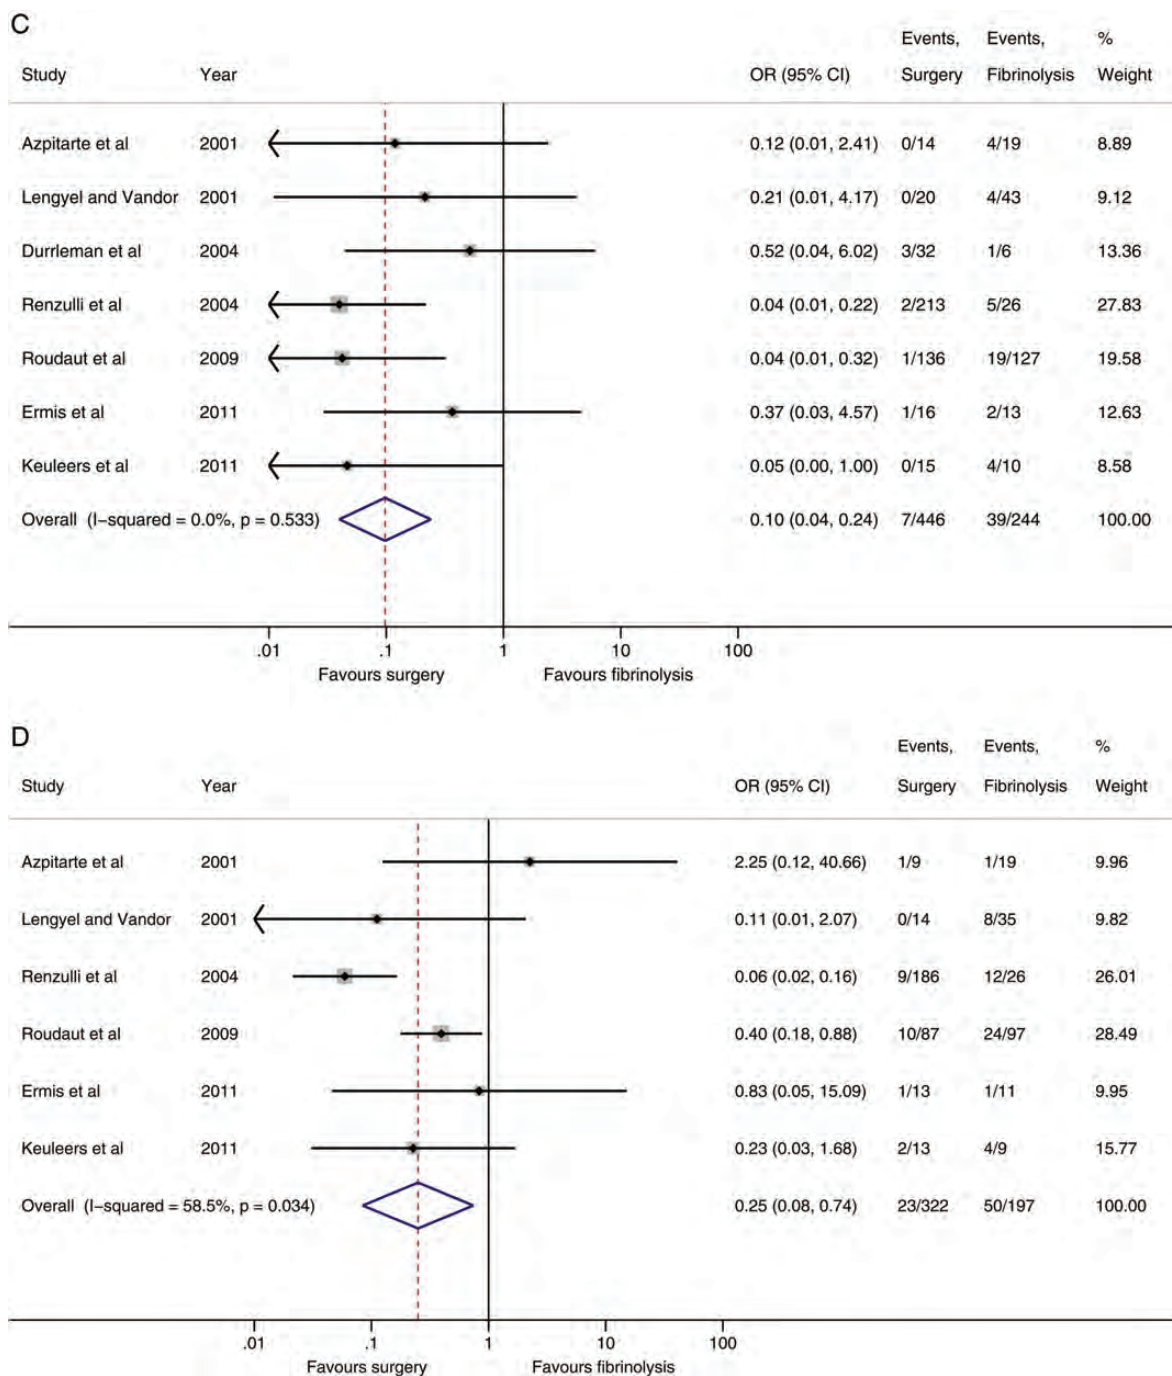 C
Events, Events, %
Study Year OR (95% CI) Surgery Fibrinolysis Weight
Azpitarte et al 2001 0.12 (0.01, 2.41) 0/14 4/19 8.89
Lengyel and Vandor 2001 0.21 (0.01, 4.17) 0/20 4/43 9.12
Durrleman et al 2004 0.52 (0.04, 6.02) 3/32 1/6 13.36
Renzulli et al 2004 0.04 (0.01, 0.22) 2/213 5/26 27.83
Roudaut et al 2009 0.04 (0.01, 0.32) 1/136 19/127 19.58
Ermis et al 2011 0.37 (0.03, 4.57) 1/16 2/13 12.63
Keuleers et al 2011 0.05 (0.00, 1.00) 0/15 4/10 8.58
Overall (I−squared = 0.0%, p = 0.533) 0.10 (0.04, 0.24) 7/446 39/244 100.00
.01 .1 1 10 100
Favours surgery Favours fibrinolysis
D
Events, Events, %
Study Year OR (95% CI) Surgery Fibrinolysis Weight
Azpitarte et al 2001 2.25 (0.12, 40.66) 1/9 1/19 9.96
Lengyel and Vandor 2001 0.11 (0.01, 2.07) 0/14 8/35 9.82
Renzulli et al 2004 0.06 (0.02, 0.16) 9/186 12/26 26.01
Roudaut et al 2009 0.40 (0.18, 0.88) 10/87 24/97 28.49
Ermis et al 2011 0.83 (0.05, 15.09) 1/13 1/11 9.95
Keuleers et al 2011 0.23 (0.03, 1.68) 2/13 4/9 15.77
Overall (I−squared = 58.5%, p = 0.034) 0.25 (0.08, 0.74) 23/322 50/197 100.00
.01 .1 1 10 100
Favours surgery Favours fibrinolysis